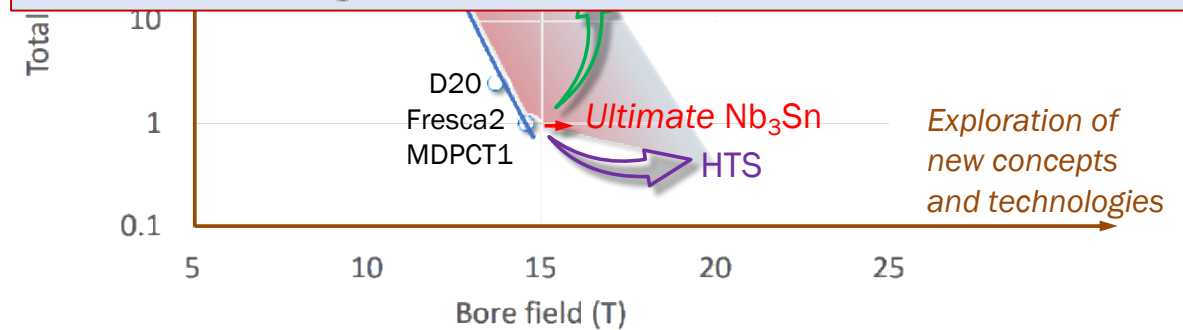 Total
10
D20
Fresca2
MDPCT1
1
Ultimate Nb₃Sn
HTS
Exploration of
new concepts
and technologies
0.1
5 10 15 20 25
Bore field (T)